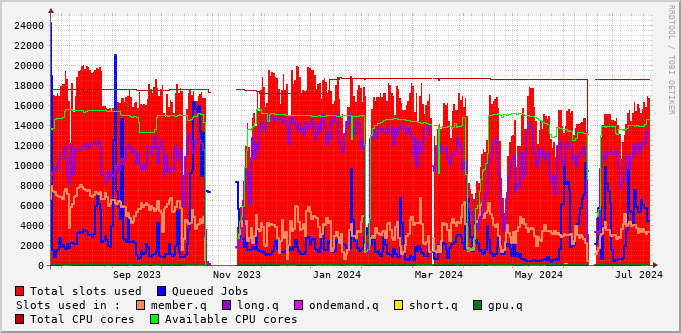 24000
22000
20000
18000
16000
14000
12000
10000
8000
6000
4000
2000
0
Sep 2023 Nov 2023 Jan 2024 Mar 2024 May 2024 Jul 2024
Total slots used Queued Jobs
Slots used in : member.q long.q ondemand.q short.q gpu.q
Total CPU cores Available CPU cores
RRDTOOL / TOBI OETIKER